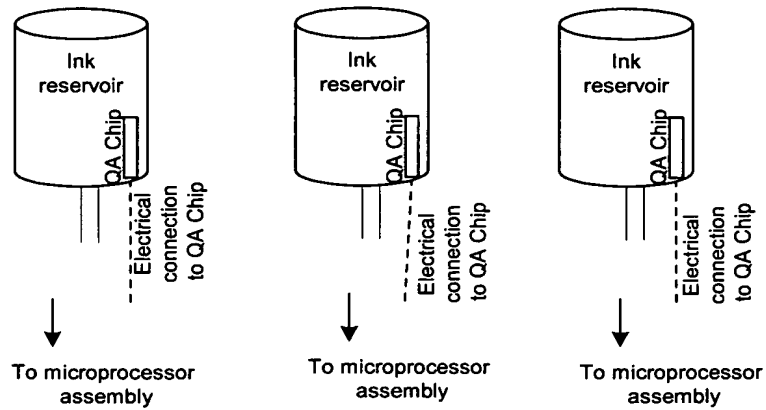 Ink
reservoir
QA Chip
Electrical
connection
to QA Chip
To microprocessor
assembly
Ink
reservoir
QA Chip
Electrical
connection
to QA Chip
To microprocessor
assembly
Ink
reservoir
QA Chip
Electrical
connection
to QA Chip
To microprocessor
assembly